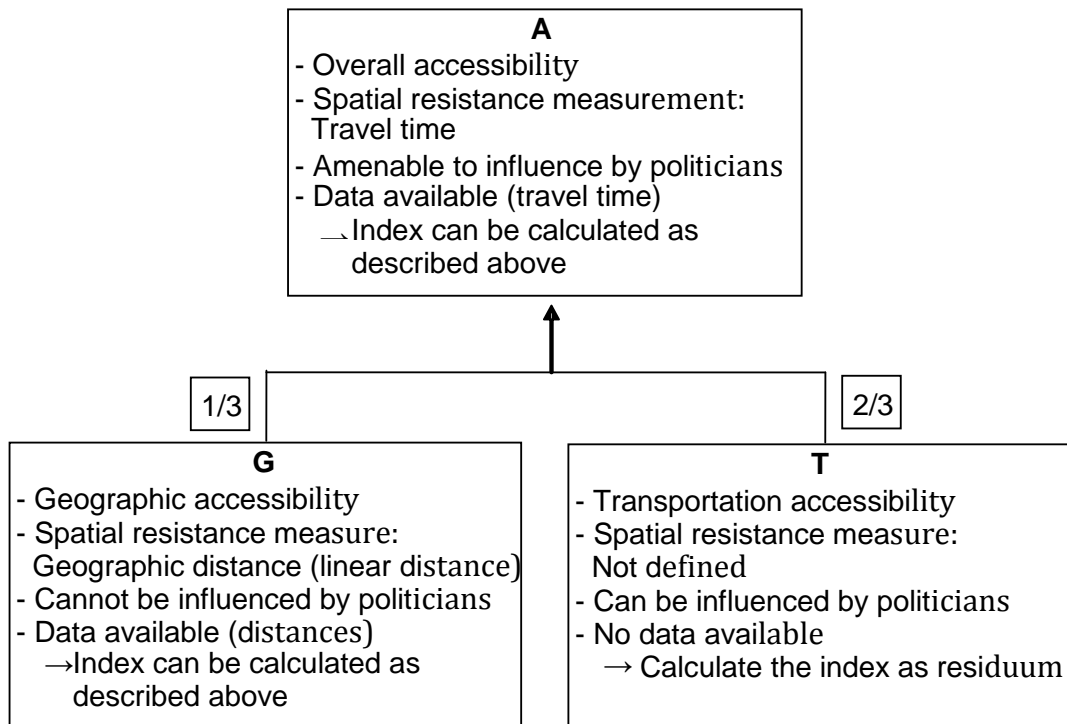 A
- Overall accessibility
- Spatial resistance measurement:
Travel time
- Amenable to influence by politicians
- Data available (travel time)
→Index can be calculated as
described above
1/3
2/3
G
- Geographic accessibility
- Spatial resistance measure:
Geographic distance (linear distance)
- Cannot be influenced by politicians
- Data available (distances)
→Index can be calculated as
described above
T
- Transportation accessibility
- Spatial resistance measure:
Not defined
- Can be influenced by politicians
- No data available
→ Calculate the index as residuum